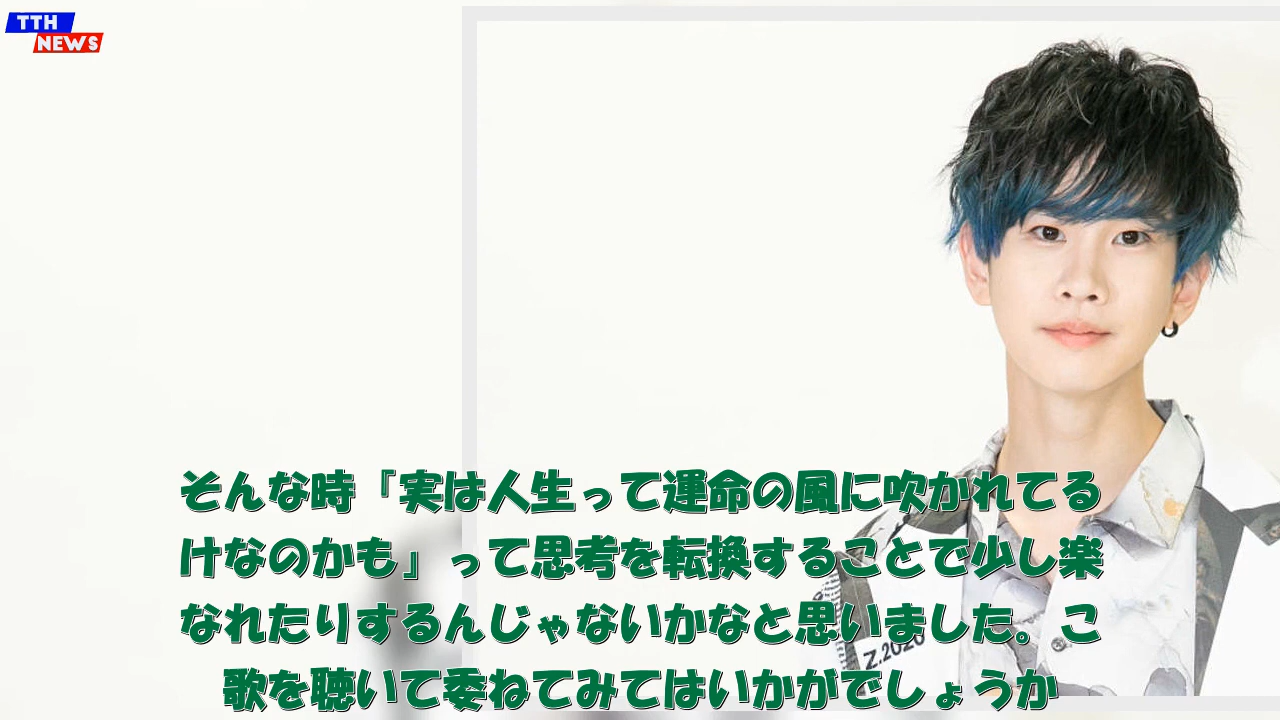 TTH
NEWS
そんな時「実は人生って運命の風に吹かれてる
けなのかも」って思考を転換することで少し楽
なれたりするんじゃないかなと思いました。こ
歌を聴いて委ねてみてはいかがでしょうか
Z.2020